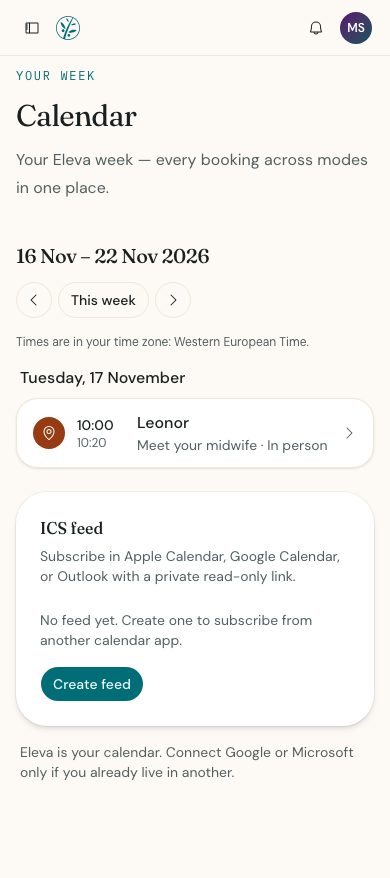 MS
YOUR WEEK
Calendar
Your Eleva week — every booking across modes
in one place.
16 Nov – 22 Nov 2026
This week
Times are in your time zone: Western European Time.
Tuesday, 17 November
10:00
10:20
Leonor
Meet your midwife · In person
ICS feed
Subscribe in Apple Calendar, Google Calendar,
or Outlook with a private read-only link.
No feed yet. Create one to subscribe from
another calendar app.
Create feed
Eleva is your calendar. Connect Google or Microsoft
only if you already live in another.